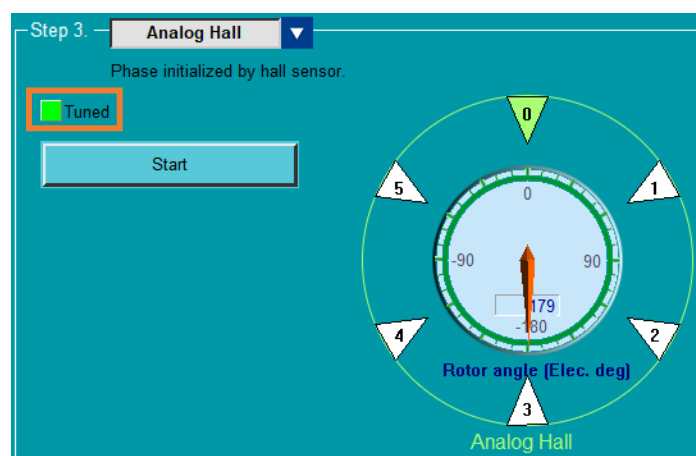 Step 3.
Analog Hall
Phase initialized by hall sensor.
Tuned
Start
0
5
1
0
-90
90
179
-180
4
2
Rotor angle (Elec. deg)
3
Analog Hall